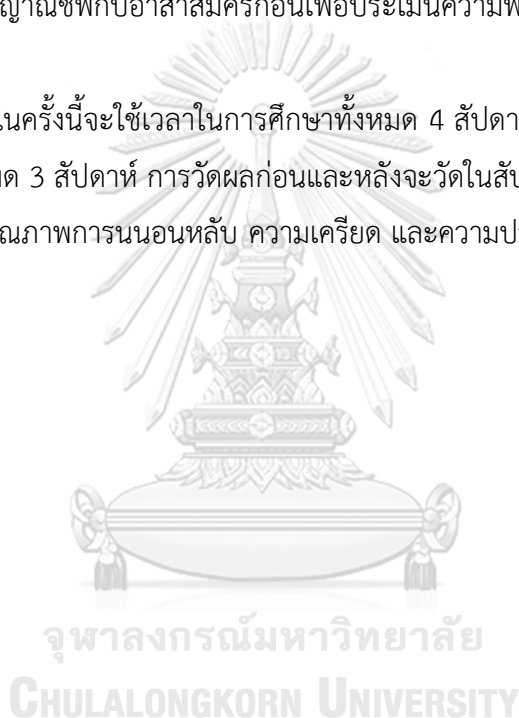 ญาณชีพกับอาสาสมัครก่อนเพื่อประเมินความพ
นครั้งนี้จะใช้เวลาในการศึกษาทั้งหมด 4 สัปดา
ด 3 สัปดาห์ การวัดผลก่อนและหลังจะวัดในสัป
ณภาพการนนอนหลับ ความเครียด และความปร
จุฬาลงกรณ์มหาวิทยาลัย
CHULALONGKORN UNIVERSITY